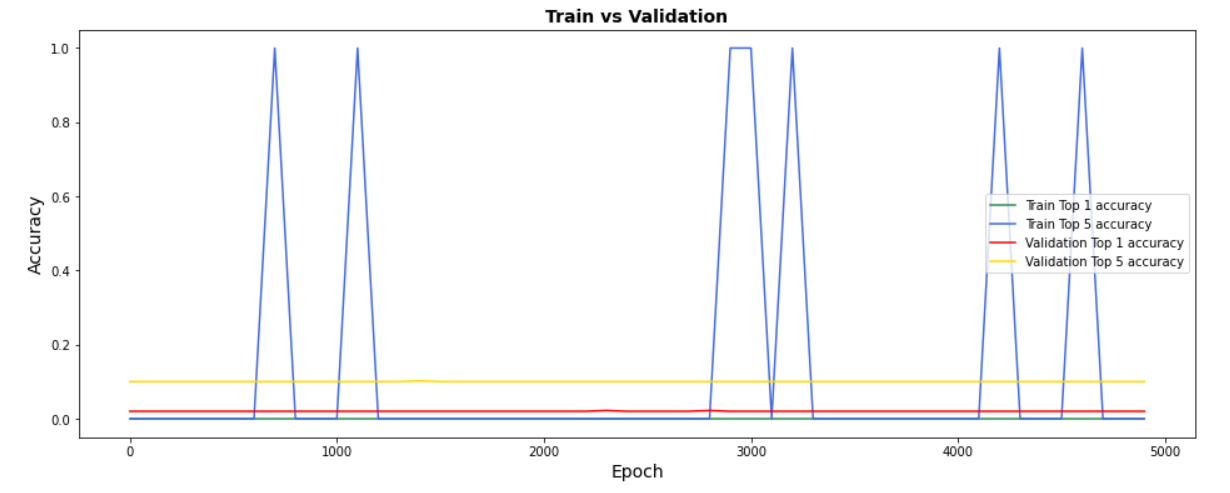 Train vs Validation
1.0
0.8
0.6
0.4
0.2
0.0
Accuracy
Train Top 1 accuracy
Train Top 5 accuracy
Validation Top 1 accuracy
Validation Top 5 accuracy
0 1000 2000 3000 4000 5000
Epoch